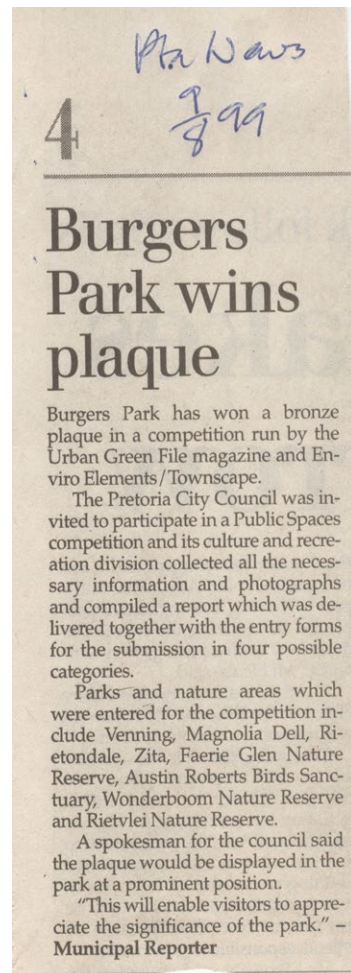 Pta News
9/8 99
4
Burgers
Park wins
plaque
Burgers Park has won a bronze
plaque in a competition run by the
Urban Green File magazine and En-
viro Elements/Townscape.
The Pretoria City Council was in-
vited to participate in a Public Spaces
competition and its culture and recre-
ation division collected all the neces-
sary information and photographs
and compiled a report which was de-
livered together with the entry forms
for the submission in four possible
categories.
Parks and nature areas which
were entered for the competition in-
clude Venning, Magnolia Dell, Ri-
etondale, Zita, Faerie Glen Nature
Reserve, Austin Roberts Birds Sanc-
tuary, Wonderboom Nature Reserve
and Rietvlei Nature Reserve.
A spokesman for the council said
the plaque would be displayed in the
park at a prominent position.
"This will enable visitors to appre-
ciate the significance of the park." –
Municipal Reporter